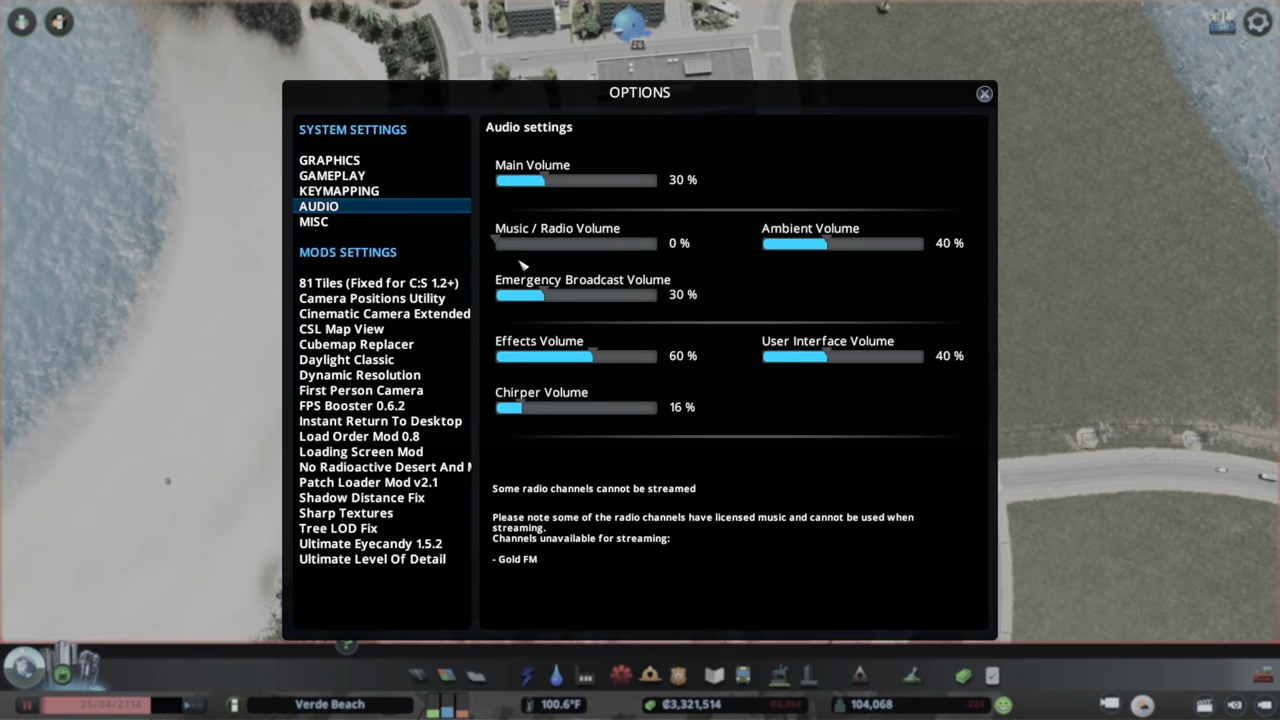 26
OPTIONS
SYSTEM SETTINGS
GRAPHICS
GAMEPLAY
KEYMAPPING
AUDIO
MISC
MODS SETTINGS
81 Tiles (Fixed for C:S 1.2+)
Camera Positions Utility
Cinematic Camera Extended
CSL Map View
Cubemap Replacer
Daylight Classic
Dynamic Resolution
First Person Camera
FPS Booster 0.6.2
Instant Return To Desktop
Load Order Mod 0.8
Loading Screen Mod
No Radioactive Desert And
Patch Loader Mod v2.1
Shadow Distance Fix
Sharp Textures
Tree LOD Fix
Ultimate Eyecandy 1.5.2
Ultimate Level Of Detail
Audio settings
Main Volume
30 %
Music / Radio Volume
0 %
Ambient Volume
40 %
Emergency Broadcast Volume
30 %
Effects Volume
60 %
User Interface Volume
40 %
Chirper Volume
16 %
Some radio channels cannot be streamed
Please note some of the radio channels have licensed music and cannot be used when
streaming.
Channels unavailable for streaming:
- Gold FM
25/04/2114
Verde Beach
100.6°F
₡3,321,514
104,068
-224